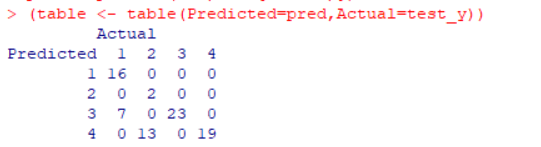 > (table <- table(Predicted=pred,Actual=test_y))
Actual
Predicted 1 2 3 4
1 16 0 0 0
2 0 2 0 0
3 7 0 23 0
4 0 13 0 19